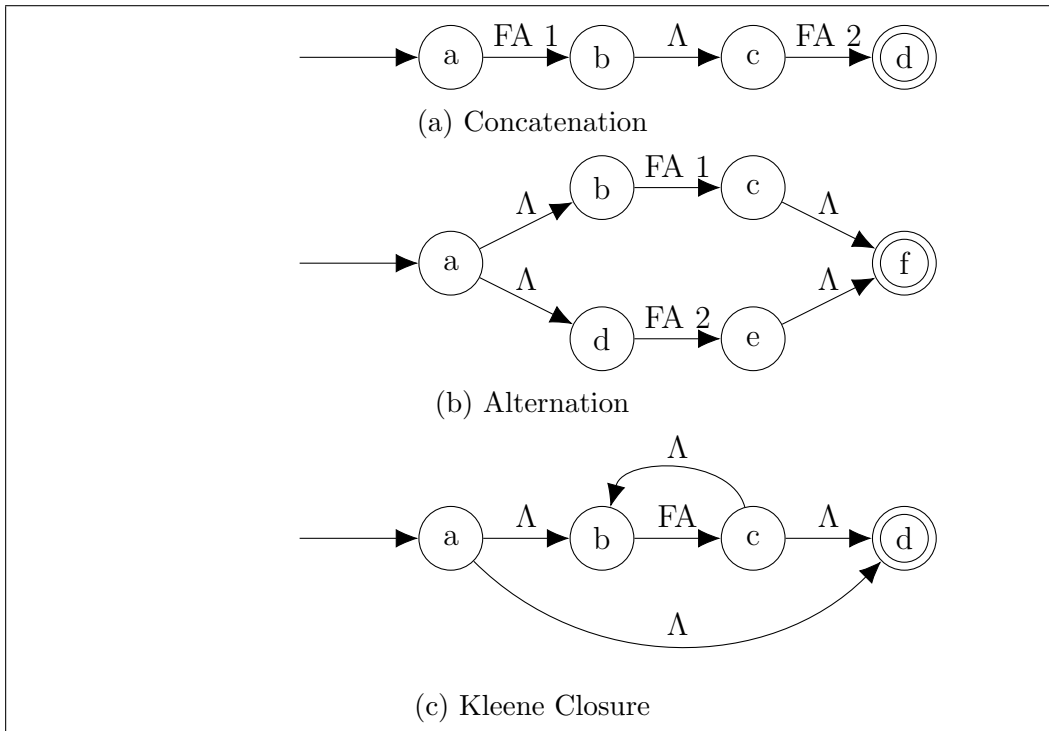 a FA 1 b Λ c FA 2 d
(a) Concatenation
b FA 1 c
Λ Λ
a f
Λ Λ
d FA 2 e
(b) Alternation
Λ
a Λ b FA c Λ d
Λ
(c) Kleene Closure